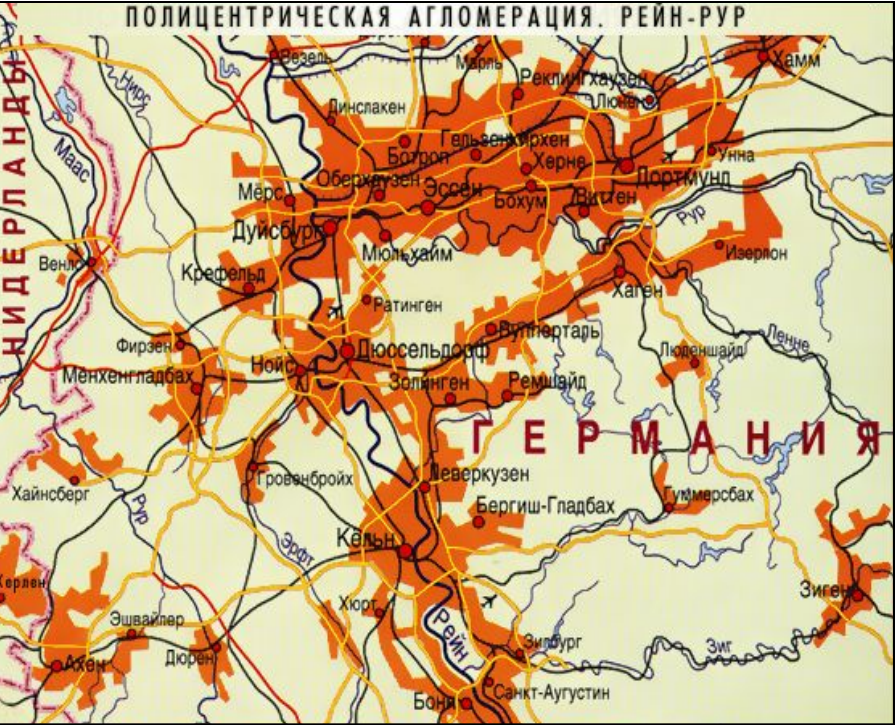 ПОЛИЦЕНТРИЧЕСКАЯ АГЛОМЕРАЦИЯ. РЕЙН-РУР
Везель
Марль
Хамм
Реклингхаузен
Нирс
Люнен
Динслакен
НИДЕРЛАНДЫ
Маас
Гельзенкирхен
Ботроп
Херне
Унна
Оберхаузен
Эссен
Дортмунд
Мёрс
Бохум
Виттен
Рур
Дуйсбург
Мюльхайм
Изерлон
Венло
Крефельд
Хаген
Ратинген
Вупперталь
Ленне
Фирзен
Дюссельдорф
Люденшайд
Нойс
Менхенгладбах
Золинген
Ремшайд
ГЕРМАНИЯ
Леверкузен
Гровенбройх
Хайнсберг
Гуммерсбах
Рур
Бергиш-Гладбах
Кельн
Эрфт
Херлен
Зиген
Хюрт
Эшвайлер
Рейн
Зигбург
Зиг
Дюрен
Ахен
Санкт-Аугустин
Бонн